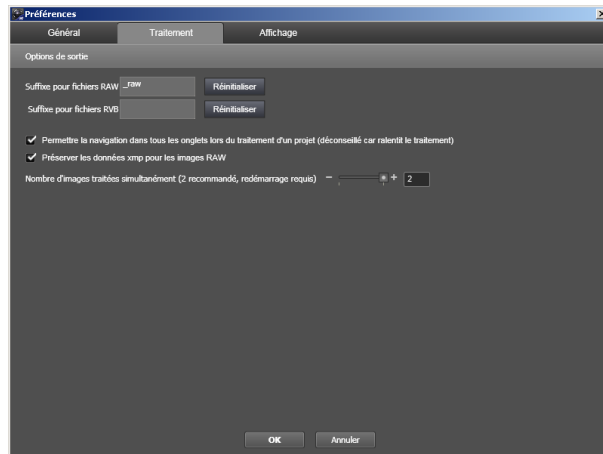 Préférences
Général Traitement Affichage
Options de sortie
Suffixe pour fichiers RAW _raw Réinitialiser
Suffixe pour fichiers RVB Réinitialiser
Permettre la navigation dans tous les onglets lors du traitement d'un projet (déconseillé car ralentit le traitement)
Préserver les données xmp pour les images RAW
Nombre d'images traitées simultanément (2 recommandé, redémarrage requis) − + 2
OK Annuler